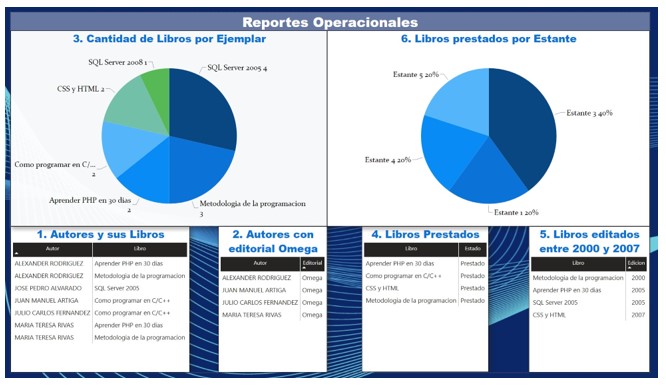 Reportes Operacionales
3. Cantidad de Libros por Ejemplar
SQL Server 2008 1
SQL Server 2005 4
CSS y HTML 2
Como programar en C/...
2
Aprender PHP en 30 dias
2
Metodologia de la programacion
3
6. Libros prestados por Estante
Estante 5 20%
Estante 3 40%
Estante 4 20%
Estante 1 20%
1. Autores y sus Libros
Autor Libro
ALEXANDER RODRIGUEZ Aprender PHP en 30 dias
ALEXANDER RODRIGUEZ Metodologia de la programacion
JOSE PEDRO ALVARADO SQL Server 2005
JUAN MANUEL ARTIGA Como programar en C/C++
JULIO CARLOS FERNANDEZ Como programar en C/C++
MARIA TERESA RIVAS Aprender PHP en 30 dias
MARIA TERESA RIVAS Metodologia de la programacion
2. Autores con
editorial Omega
Autor Editorial
ALEXANDER RODRIGUEZ Omega
JUAN MANUEL ARTIGA Omega
JULIO CARLOS FERNANDEZ Omega
MARIA TERESA RIVAS Omega
4. Libros Prestados
Libro Estado
Aprender PHP en 30 dias Prestado
Como programar en C/C++ Prestado
CSS y HTML Prestado
Metodologia de la programacion Prestado
5. Libros editados
entre 2000 y 2007
Libro Edicion
Metodologia de la programacion 2000
Aprender PHP en 30 dias 2005
SQL Server 2005 2005
CSS y HTML 2007